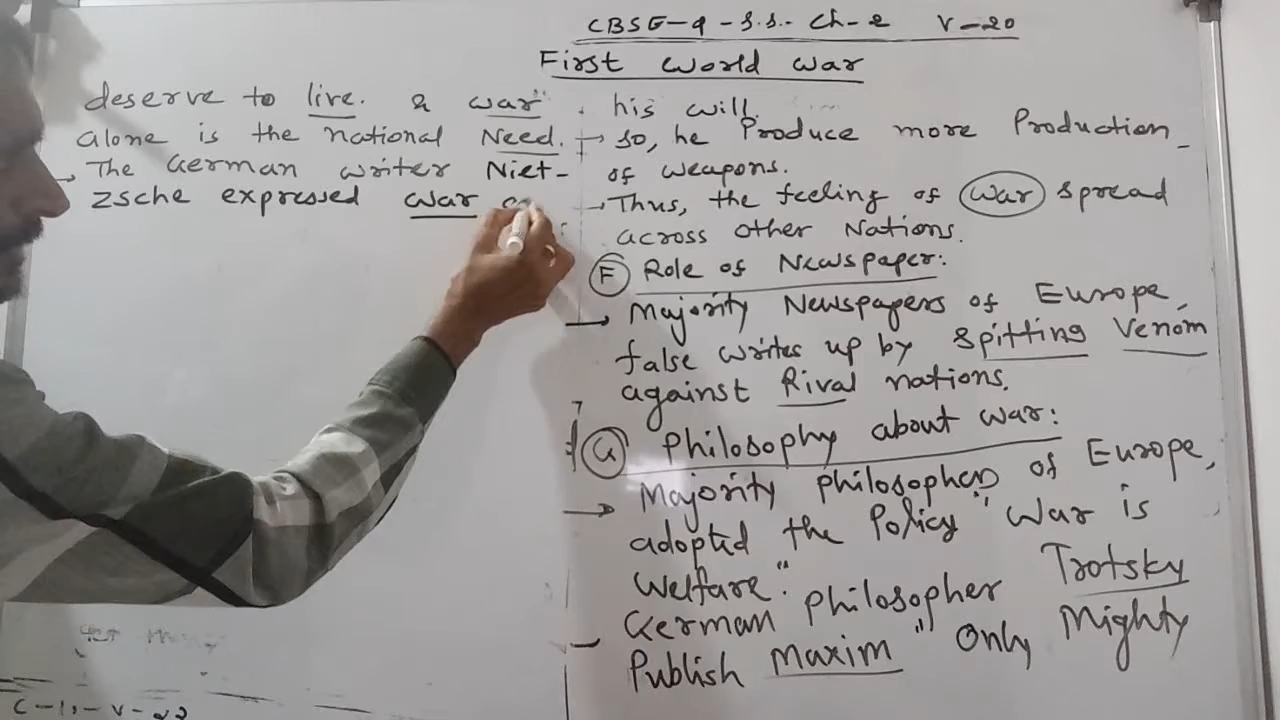 CBSE-9-S.S.- Ch-2 V-20
First World War
deserve to live. & war"
alone is the national Need.
→ The German writer Niet-
zsche expressed war
his will.
→ so, he Produce more Production
of weapons.
→ Thus, the feeling of war spread
across other Nations.
F Role of Newspaper:
→ Majority Newspapers of Europe,
false writes up by spitting Venom
against Rival nations.
G Philosophy about war:
→ Majority philosophers of Europe,
adopted the Policy "War is
Welfare".
German philosopher Trotsky
Publish Maxim "Only Mighty
C-1,-V-22